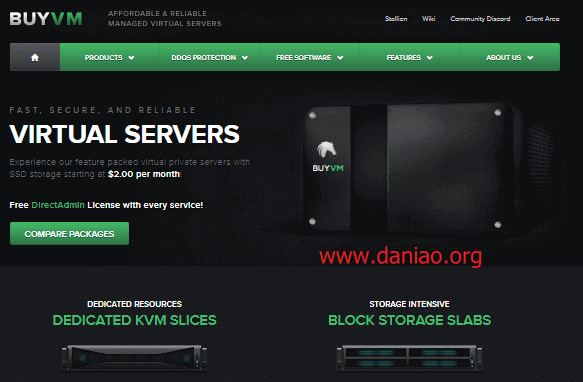 BUYVM
AFFORDABLE & RELIABLE
MANAGED VIRTUAL SERVERS
Stallion Wiki Community Discord Client Area
PRODUCTS DDOS PROTECTION FREE SOFTWARE FEATURES ABOUT US
FAST, SECURE, AND RELIABLE
VIRTUAL SERVERS
Experience our feature packed virtual private servers with
SSD storage starting at $2.00 per month!
Free DirectAdmin License with every service!
COMPARE PACKAGES
BUYVM
www.daniao.org
DEDICATED RESOURCES
DEDICATED KVM SLICES
STORAGE INTENSIVE
BLOCK STORAGE SLABS